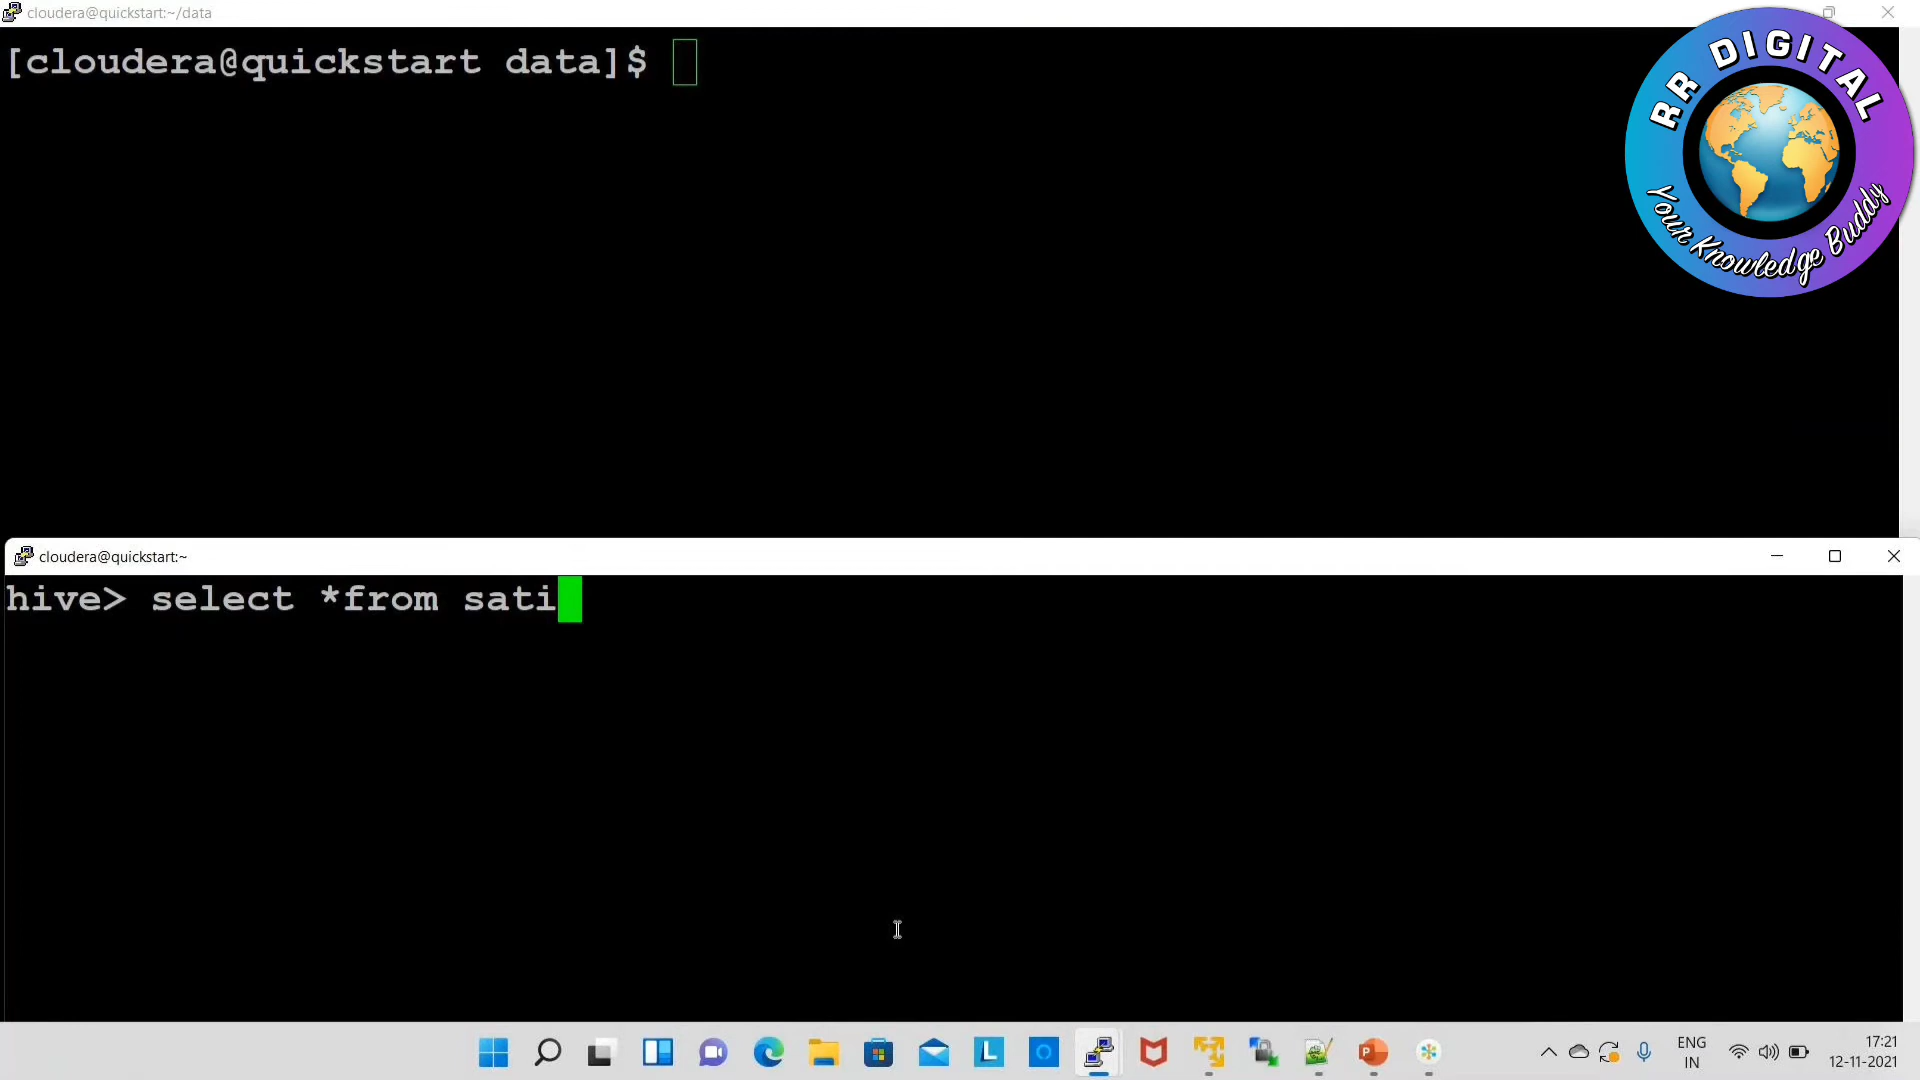 cloudera@quickstart:~/data
[cloudera@quickstart data]$
RR DIGITAL
Your Knowledge Buddy
cloudera@quickstart:~
hive> select *from sati
ENG
IN
17:21
12-11-2021